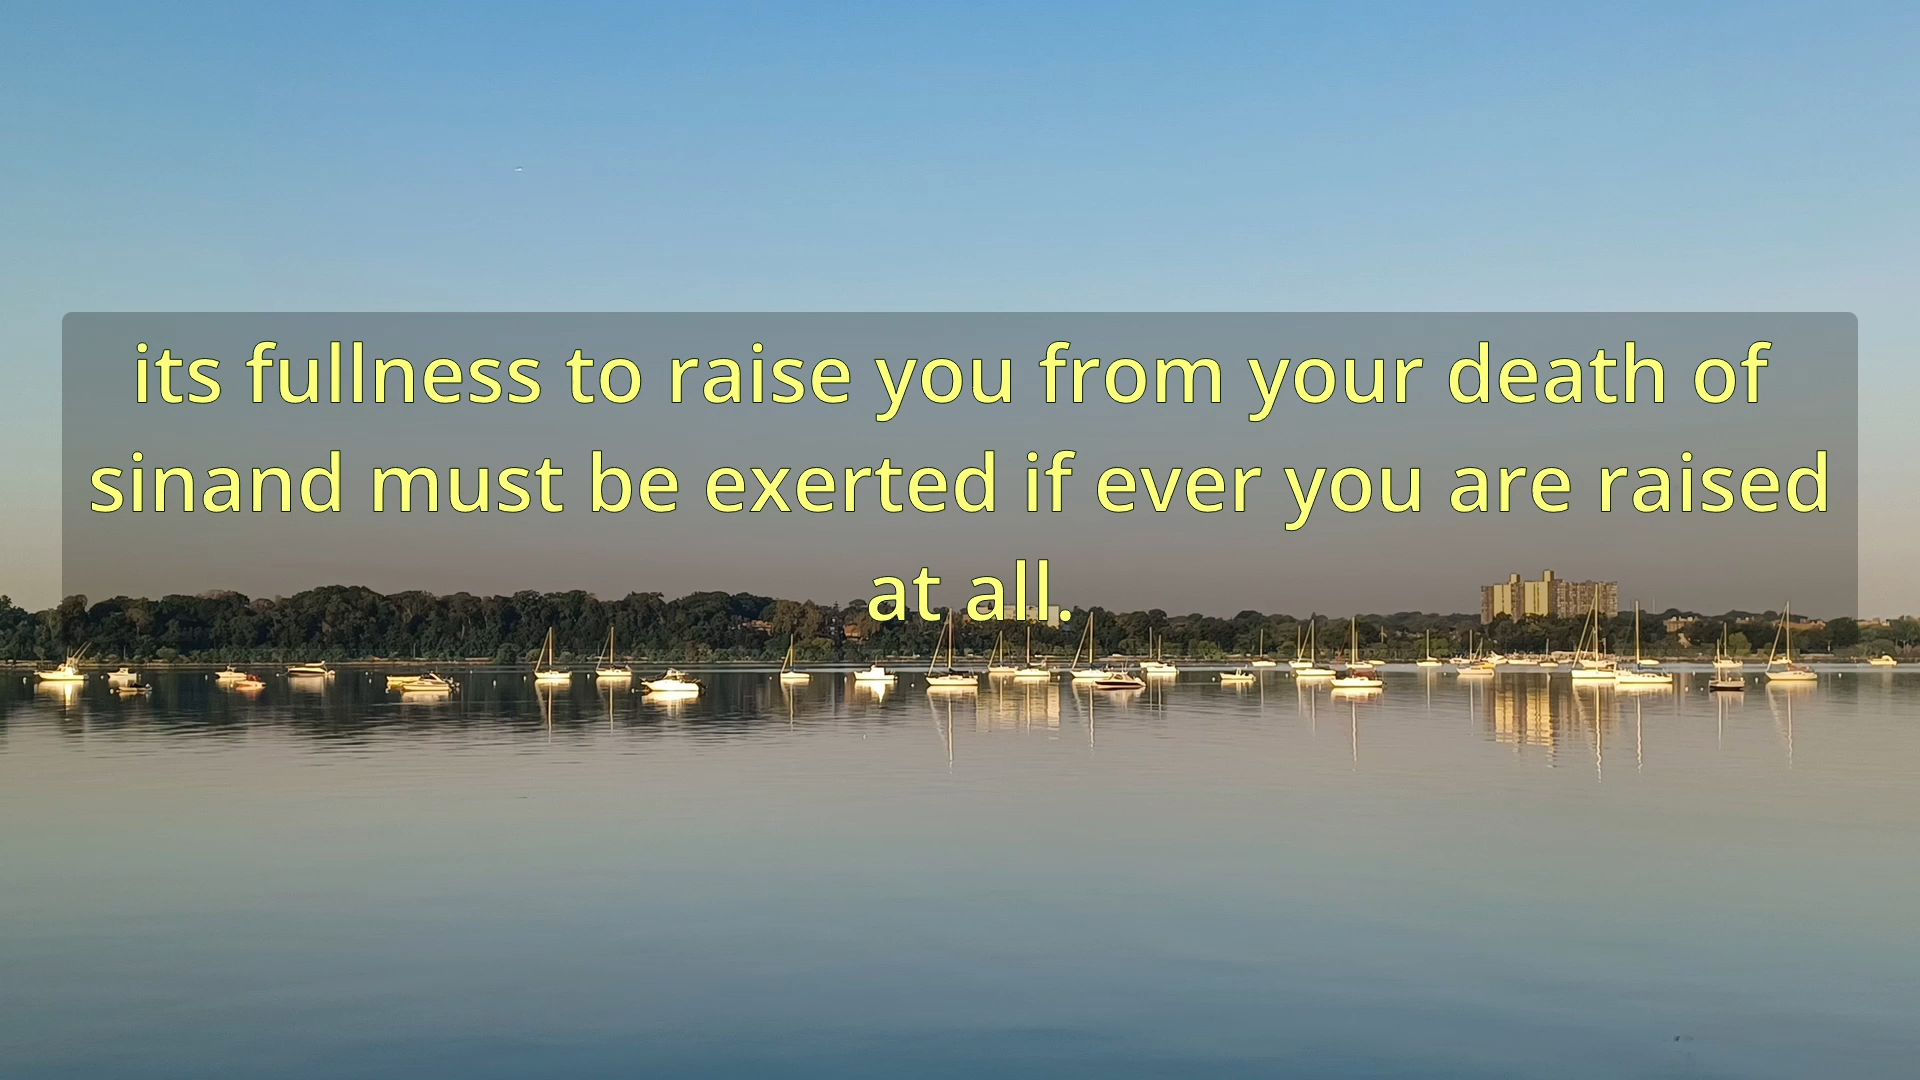 its fullness to raise you from your death of
sinand must be exerted if ever you are raised
at all.